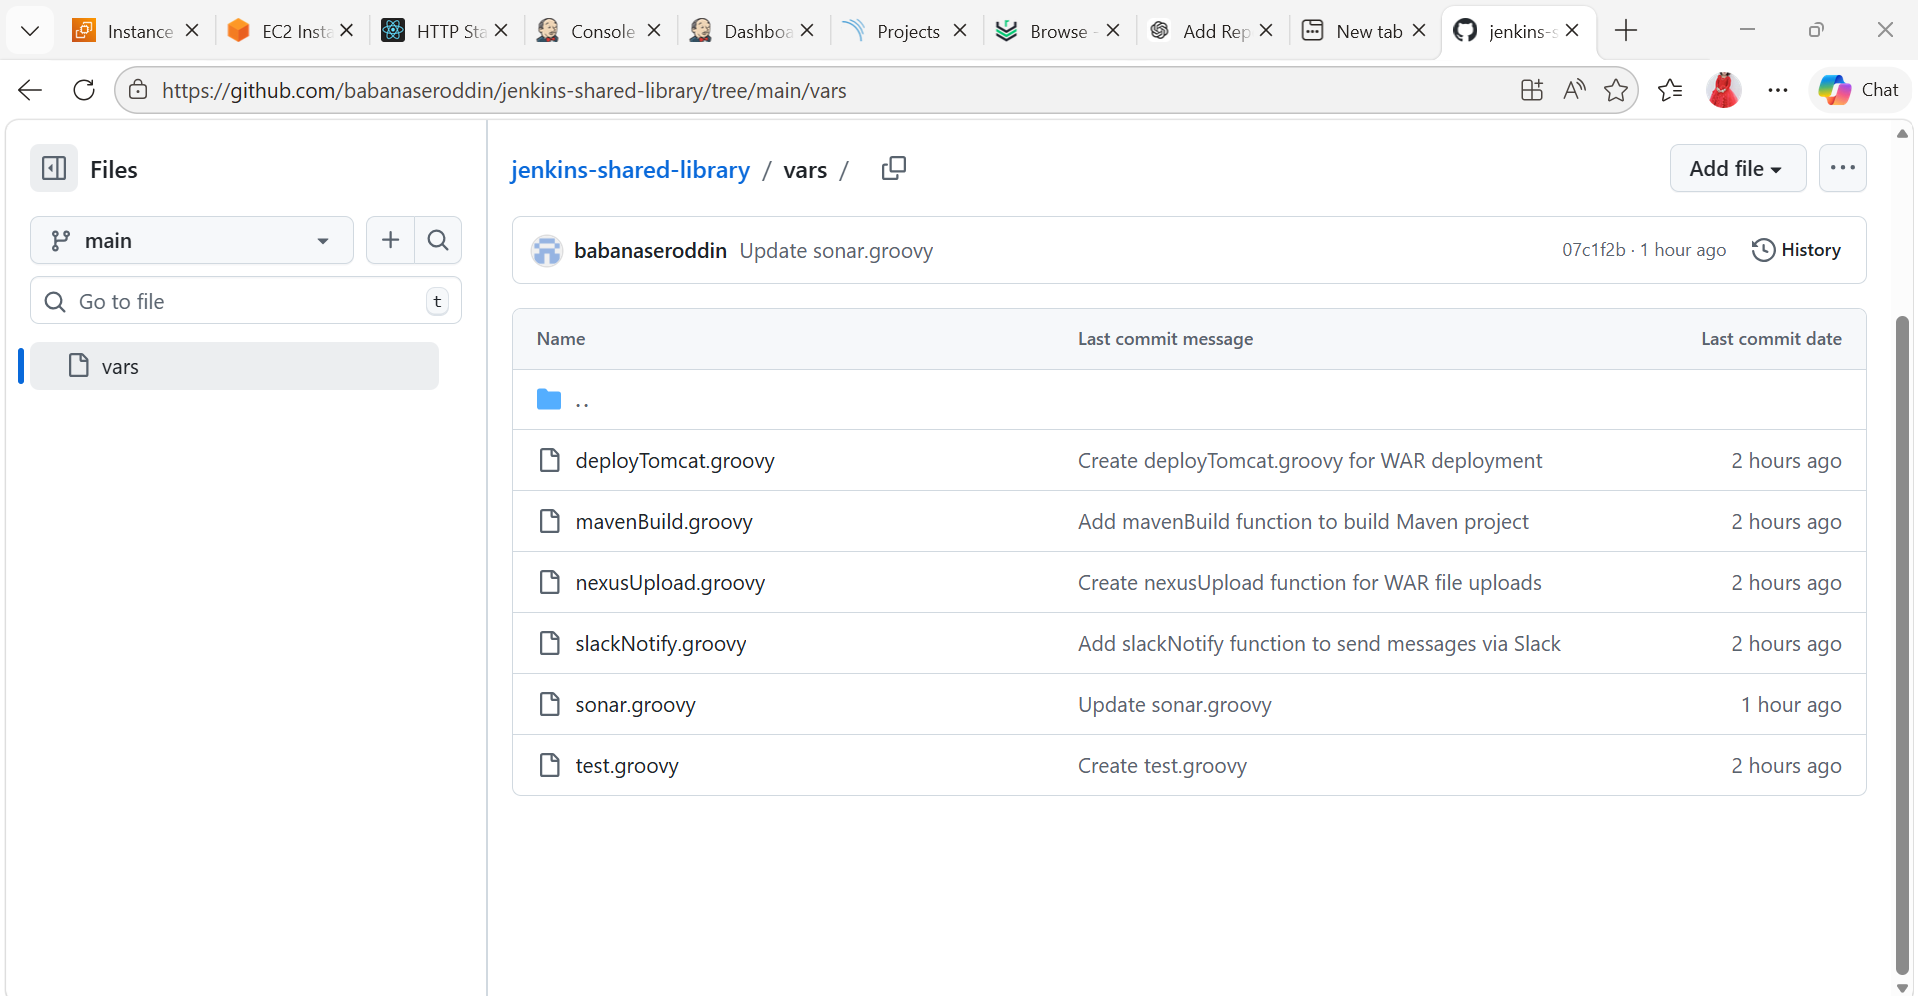 Instance
EC2 Insta
HTTP Sta
Console
Dashboa
Projects
Browse -
Add Rep
New tab
jenkins-s
https://github.com/babanaseroddin/jenkins-shared-library/tree/main/vars
Chat
Files
main
Go to file
t
vars
jenkins-shared-library / vars /
Add file
babanaseroddin Update sonar.groovy
07c1f2b · 1 hour ago
History
Name Last commit message Last commit date
..
deployTomcat.groovy Create deployTomcat.groovy for WAR deployment 2 hours ago
mavenBuild.groovy Add mavenBuild function to build Maven project 2 hours ago
nexusUpload.groovy Create nexusUpload function for WAR file uploads 2 hours ago
slackNotify.groovy Add slackNotify function to send messages via Slack 2 hours ago
sonar.groovy Update sonar.groovy 1 hour ago
test.groovy Create test.groovy 2 hours ago